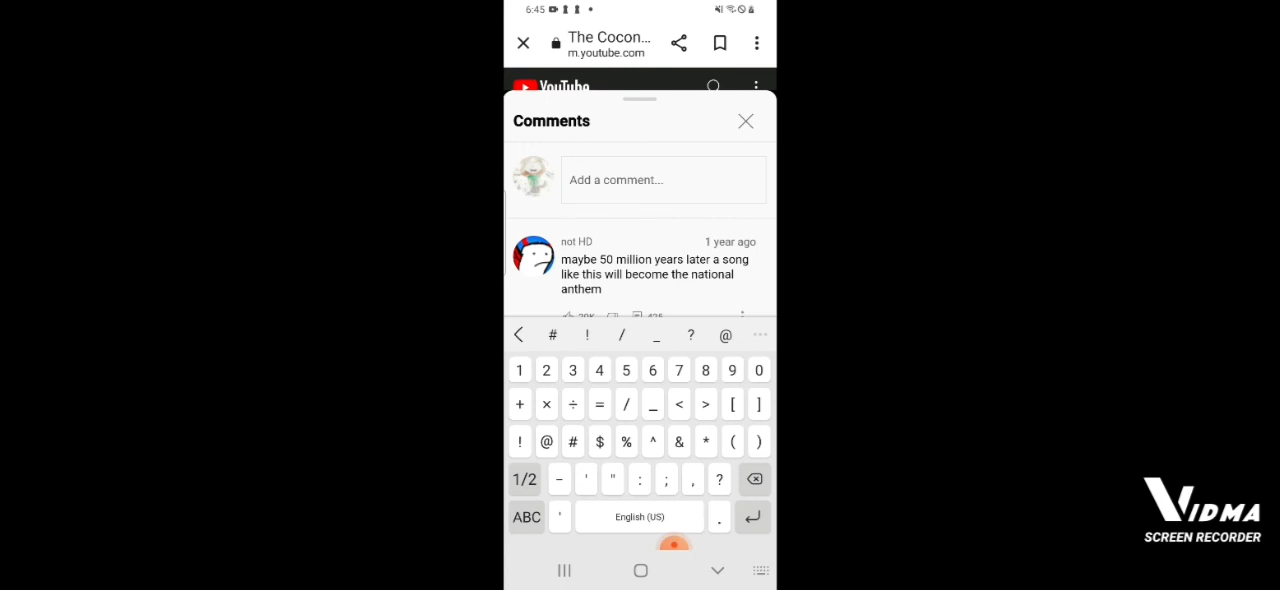 6:45
The Cocon...
m.youtube.com
YouTube
Comments
Add a comment...
not HD
1 year ago
maybe 50 million years later a song
like this will become the national
anthem
# ! / _ ? @
1 2 3 4 5 6 7 8 9 0
+ × ÷ = / _ < > [ ]
! @ # $ % ^ & * ( )
1/2 - ' " : ; , ?
ABC ' English (US) .
VIDMA
SCREEN RECORDER